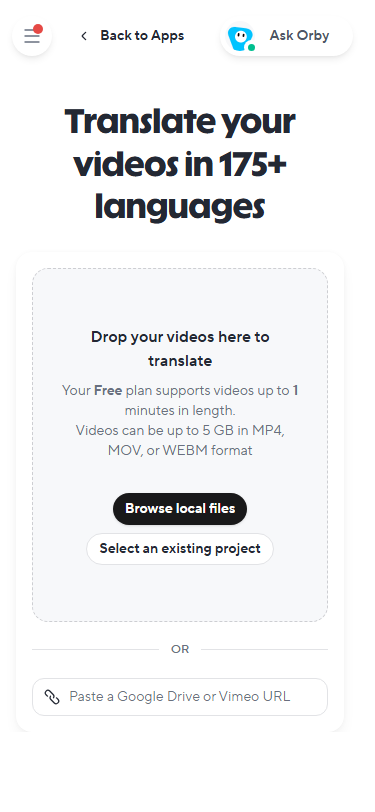 Back to Apps
Ask Orby
Translate your
videos in 175+
languages
Drop your videos here to
translate
Your Free plan supports videos up to 1
minutes in length.
Videos can be up to 5 GB in MP4,
MOV, or WEBM format
Browse local files
Select an existing project
OR
Paste a Google Drive or Vimeo URL